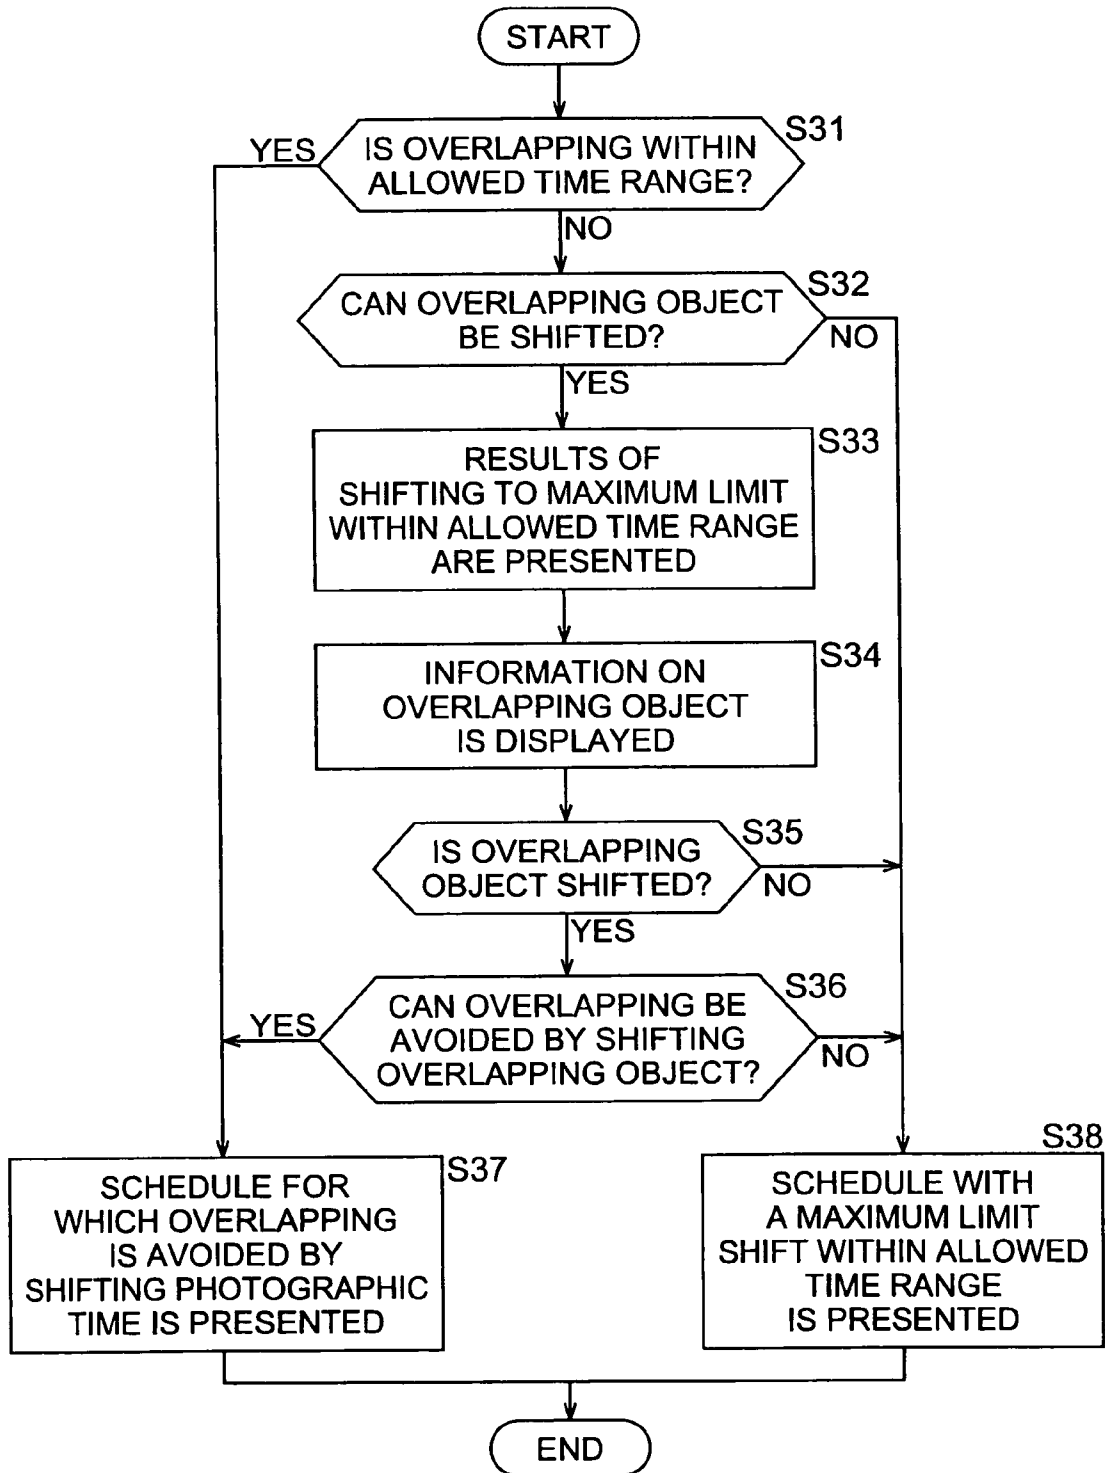 START
S31
YES
IS OVERLAPPING WITHIN
ALLOWED TIME RANGE?
NO
S32
CAN OVERLAPPING OBJECT
BE SHIFTED?
NO
YES
S33
RESULTS OF
SHIFTING TO MAXIMUM LIMIT
WITHIN ALLOWED TIME RANGE
ARE PRESENTED
S34
INFORMATION ON
OVERLAPPING OBJECT
IS DISPLAYED
S35
IS OVERLAPPING
OBJECT SHIFTED?
NO
YES
S36
CAN OVERLAPPING BE
AVOIDED BY SHIFTING
OVERLAPPING OBJECT?
YES
NO
S37
SCHEDULE FOR
WHICH OVERLAPPING
IS AVOIDED BY
SHIFTING PHOTOGRAPHIC
TIME IS PRESENTED
S38
SCHEDULE WITH
A MAXIMUM LIMIT
SHIFT WITHIN ALLOWED
TIME RANGE
IS PRESENTED
END